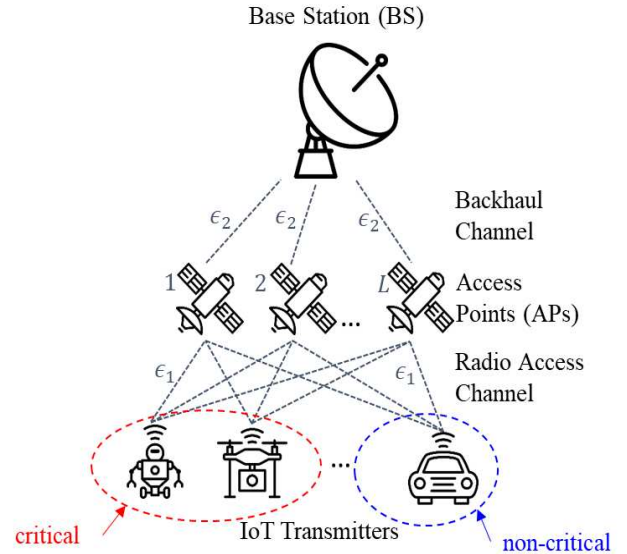 Base Station (BS)
ϵ₂ ϵ₂ ϵ₂
Backhaul
Channel
1 2 L
...
Access
Points (APs)
ϵ₁ ϵ₁
Radio Access
Channel
...
critical
IoT Transmitters
non-critical